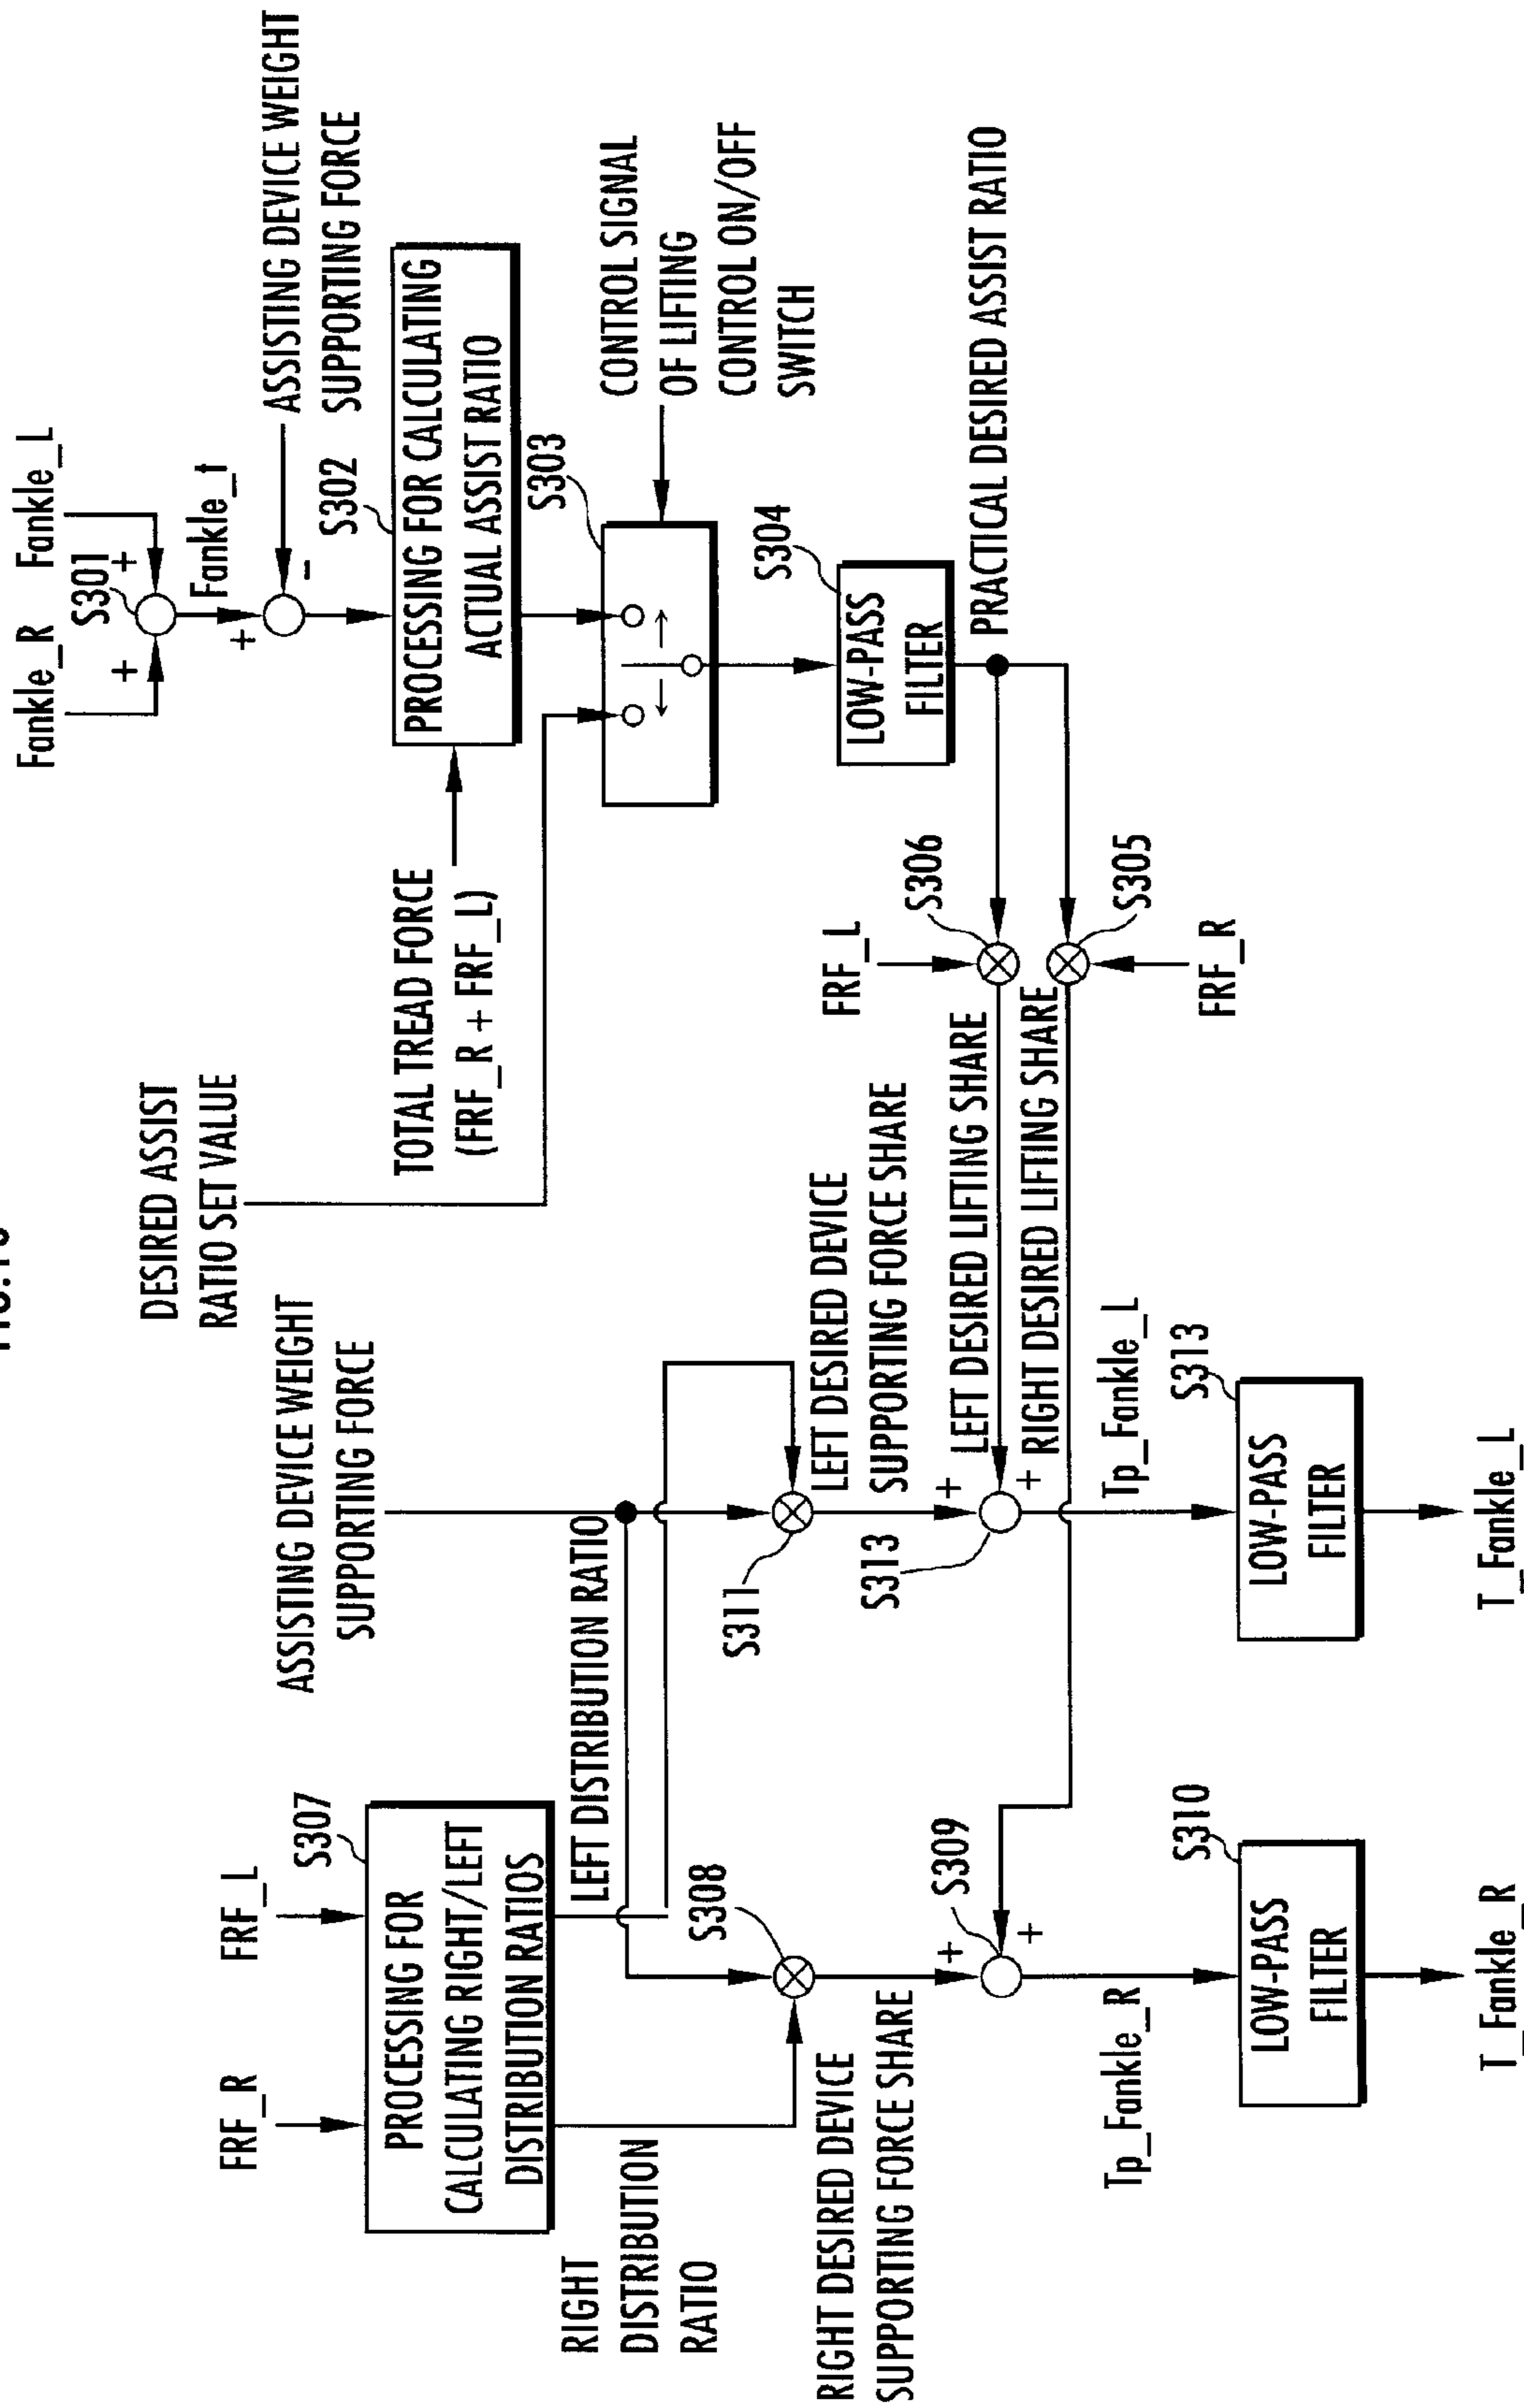 Fankle_R
Fankle_L
S301
+
+
Fankle_t
+
-
ASSISTING DEVICE WEIGHT
SUPPORTING FORCE
S302
PROCESSING FOR CALCULATING
ACTUAL ASSIST RATIO
TOTAL TREAD FORCE
(FRF_R + FRF_L)
DESIRED ASSIST
RATIO SET VALUE
S303
CONTROL SIGNAL
OF LIFTING
CONTROL ON/OFF
SWITCH
S304
LOW-PASS
FILTER
PRACTICAL DESIRED ASSIST RATIO
FRF_L
S306
S305
FRF_R
LEFT DESIRED LIFTING SHARE
RIGHT DESIRED LIFTING SHARE
ASSISTING DEVICE WEIGHT
SUPPORTING FORCE
FRF_R
FRF_L
S307
PROCESSING FOR
CALCULATING RIGHT/LEFT
DISTRIBUTION RATIOS
LEFT DISTRIBUTION RATIO
RIGHT
DISTRIBUTION
RATIO
S308
S311
LEFT DESIRED DEVICE
SUPPORTING FORCE SHARE
RIGHT DESIRED DEVICE
SUPPORTING FORCE SHARE
S309
+
+
S313
+
+
Tp_Fankle_R
Tp_Fankle_L
S310
LOW-PASS
FILTER
S313
LOW-PASS
FILTER
T_Fankle_R
T_Fankle_L